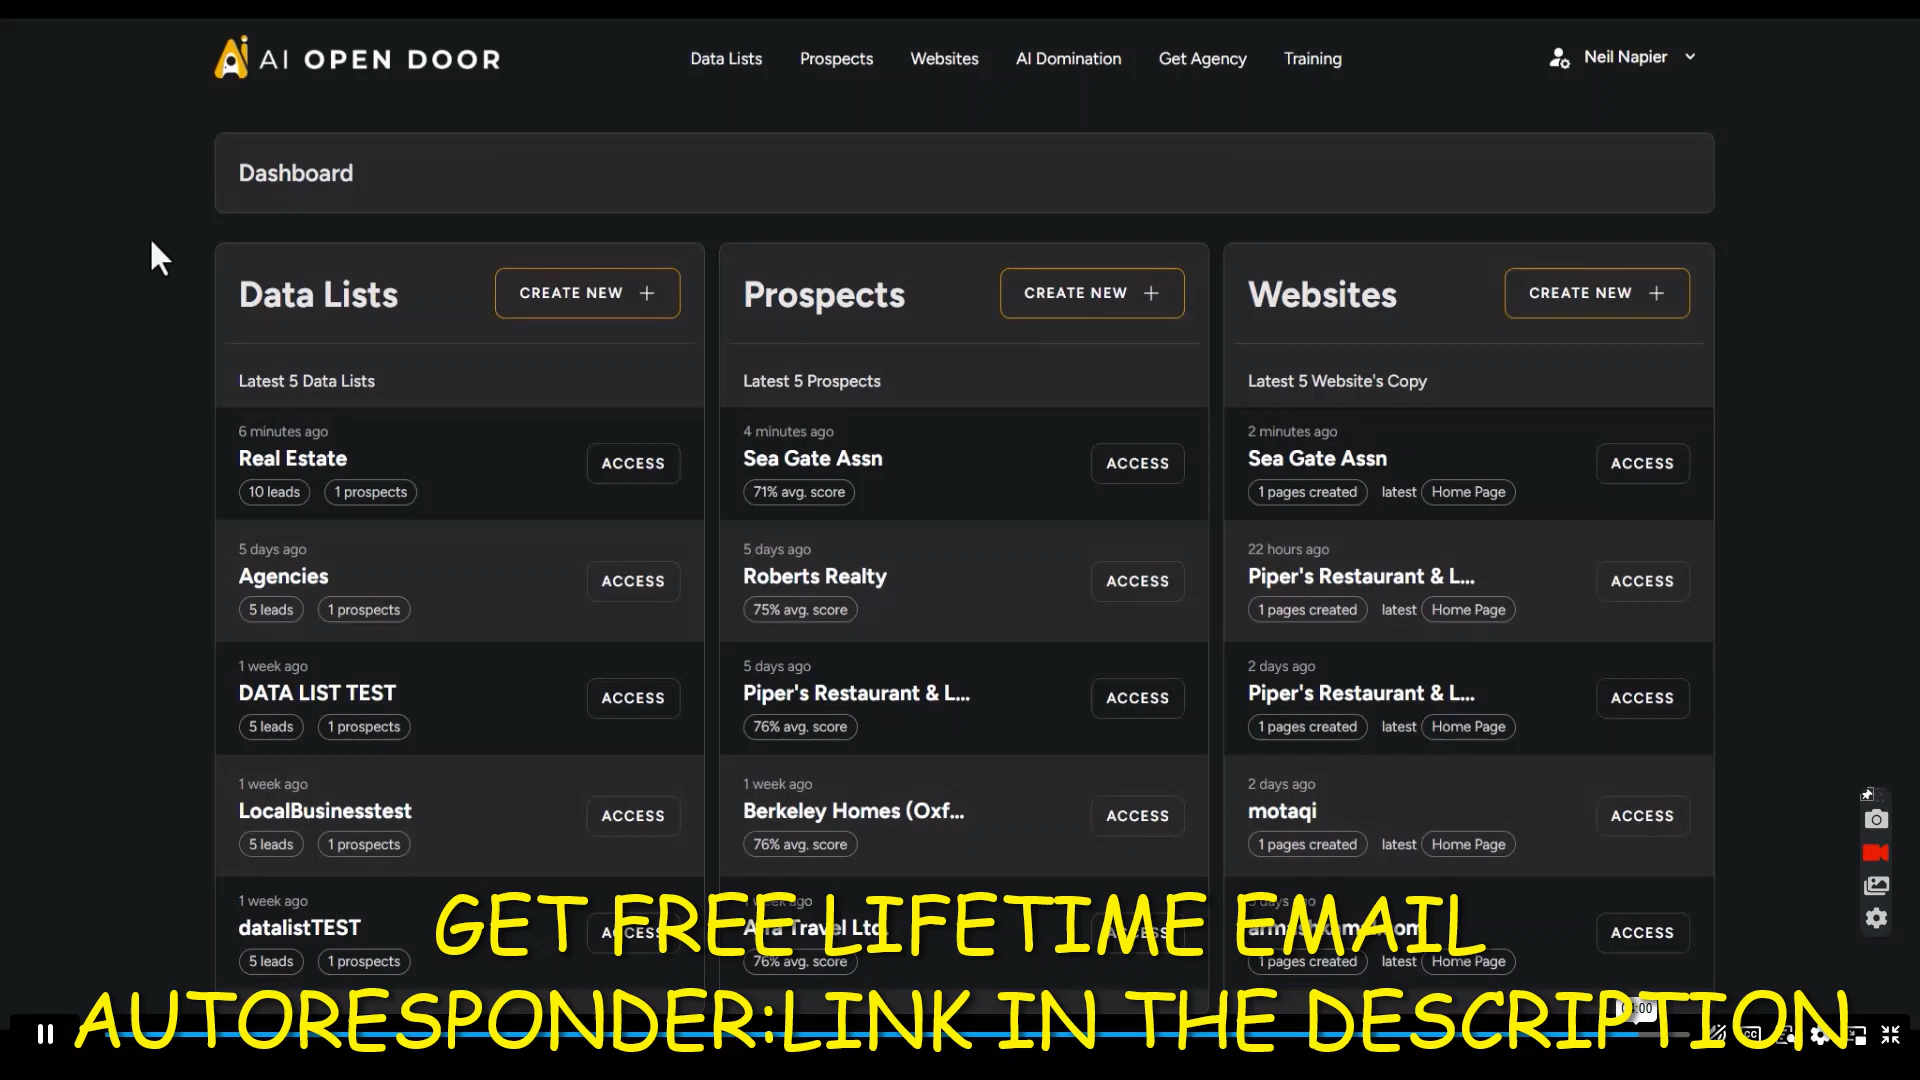 AI OPEN DOOR
Data Lists
Prospects
Websites
AI Domination
Get Agency
Training
Neil Napier
Dashboard
Data Lists
CREATE NEW +
Latest 5 Data Lists
6 minutes ago
Real Estate
10 leads
1 prospects
ACCESS
5 days ago
Agencies
5 leads
1 prospects
ACCESS
1 week ago
DATA LIST TEST
5 leads
1 prospects
ACCESS
1 week ago
LocalBusinesstest
5 leads
1 prospects
ACCESS
1 week ago
datalistTEST
5 leads
1 prospects
ACCESS
Prospects
CREATE NEW +
Latest 5 Prospects
4 minutes ago
Sea Gate Assn
71% avg. score
ACCESS
5 days ago
Roberts Realty
75% avg. score
ACCESS
5 days ago
Piper's Restaurant & L...
76% avg. score
ACCESS
1 week ago
Berkeley Homes (Oxf...
76% avg. score
ACCESS
1 week ago
Travel Ltd.
76% avg. score
Websites
CREATE NEW +
Latest 5 Website's Copy
2 minutes ago
Sea Gate Assn
1 pages created latest Home Page
ACCESS
22 hours ago
Piper's Restaurant & L...
1 pages created latest Home Page
ACCESS
2 days ago
Piper's Restaurant & L...
1 pages created latest Home Page
ACCESS
2 days ago
motaqi
1 pages created latest Home Page
ACCESS
days ago
1 pages created latest Home Page
ACCESS
GET FREE LIFETIME EMAIL
AUTORESPONDER:LINK IN THE DESCRIPTION